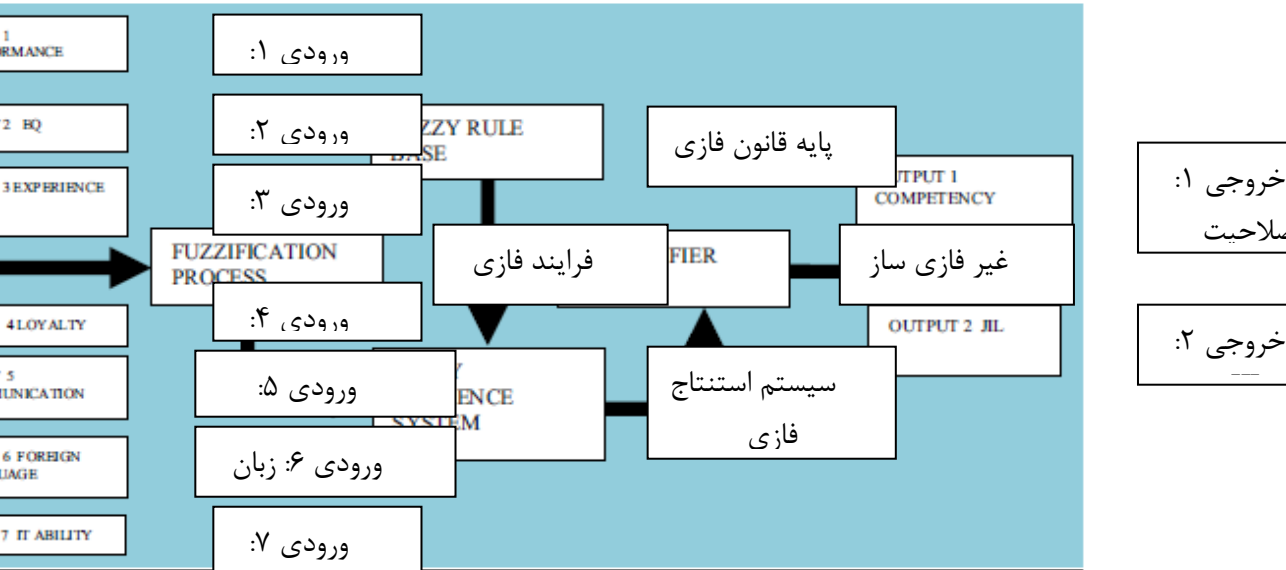 1
ORMANCE
ورودی ۱:
2 EQ
ورودی ۲:
ZZY RULE
BASE
پایه قانون فازی
3 EXPERIENCE
ورودی ۳:
OUTPUT 1
COMPETENCY
خروجی ۱:
صلاحیت
FUZZIFICATION
PROCESS
فرایند فازی
FIER
غیر فازی ساز
4 LOYALTY
ورودی ۴:
OUTPUT 2 JIL
خروجی ۲:
5
MUNICATION
ورودی ۵:
Y
ENCE
SYSTEM
سیستم استنتاج
فازی
6 FOREIGN
UAGE
ورودی ۶: زبان
7 IT ABILITY
ورودی ۷: